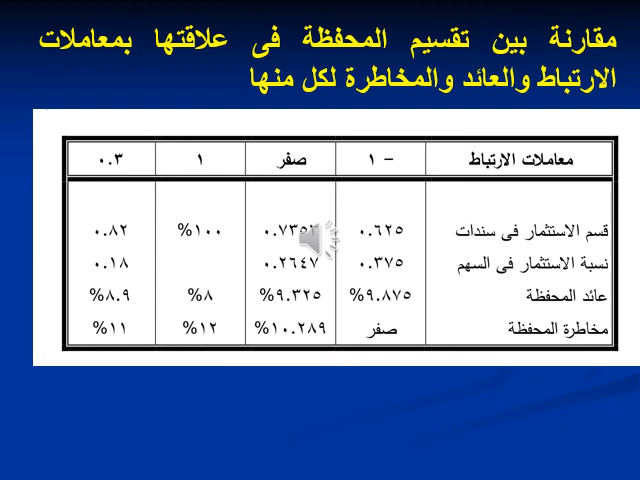 مقارنة بين تقسيم المحفظة فى علاقتها بمعاملات
الارتباط والعائد والمخاطرة لكل منها
معاملات الارتباط – ١ صفر ١ ٠.٣
قسم الاستثمار فى سندات ٠.٦٢٥ ٠.٧٣٥٣ ١٠٠% ٠.٨٢
نسبة الاستثمار فى السهم ٠.٣٧٥ ٠.٢٦٤٧ ٠.١٨
عائد المحفظة ٩.٨٧٥% ٩.٣٢٥% ٨% ٨.٩%
مخاطرة المحفظة صفر ١٠.٢٨٩% ١٢% ١١%